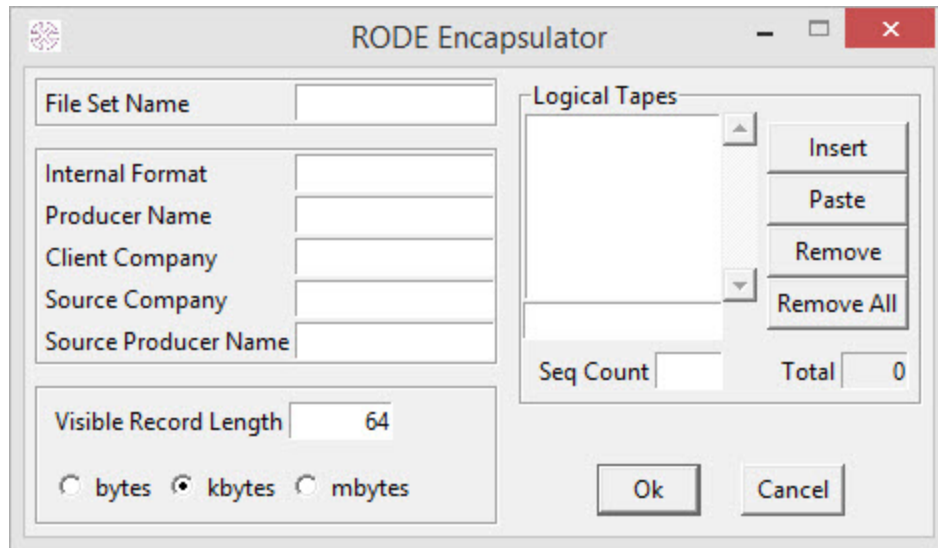 RODE Encapsulator
File Set Name
Internal Format
Producer Name
Client Company
Source Company
Source Producer Name
Visible Record Length 64
bytes kbytes mbytes
Logical Tapes
Insert
Paste
Remove
Remove All
Seq Count Total 0
Ok Cancel